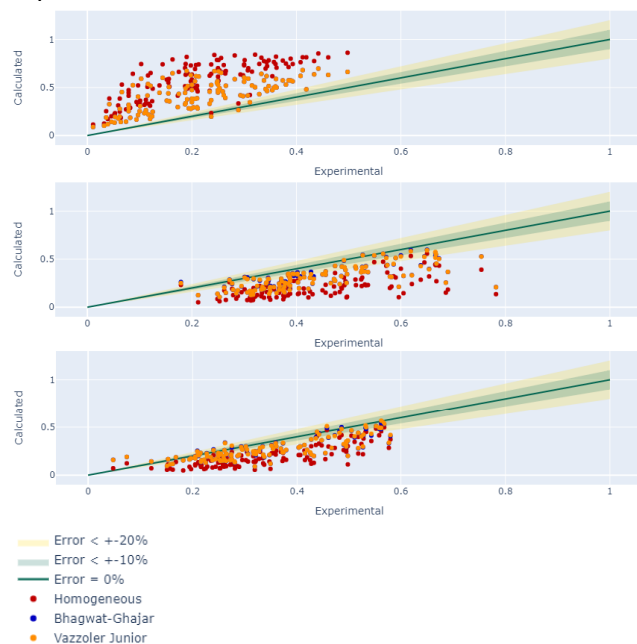 1
0.5
0
Calculated
0
0.2
0.4
0.6
0.8
1
Experimental
1
0.5
0
Calculated
0
0.2
0.4
0.6
0.8
1
Experimental
1
0.5
0
Calculated
0
0.2
0.4
0.6
0.8
1
Experimental
Error < +-20%
Error < +-10%
Error = 0%
Homogeneous
Bhagwat-Ghajar
Vazzoler Junior